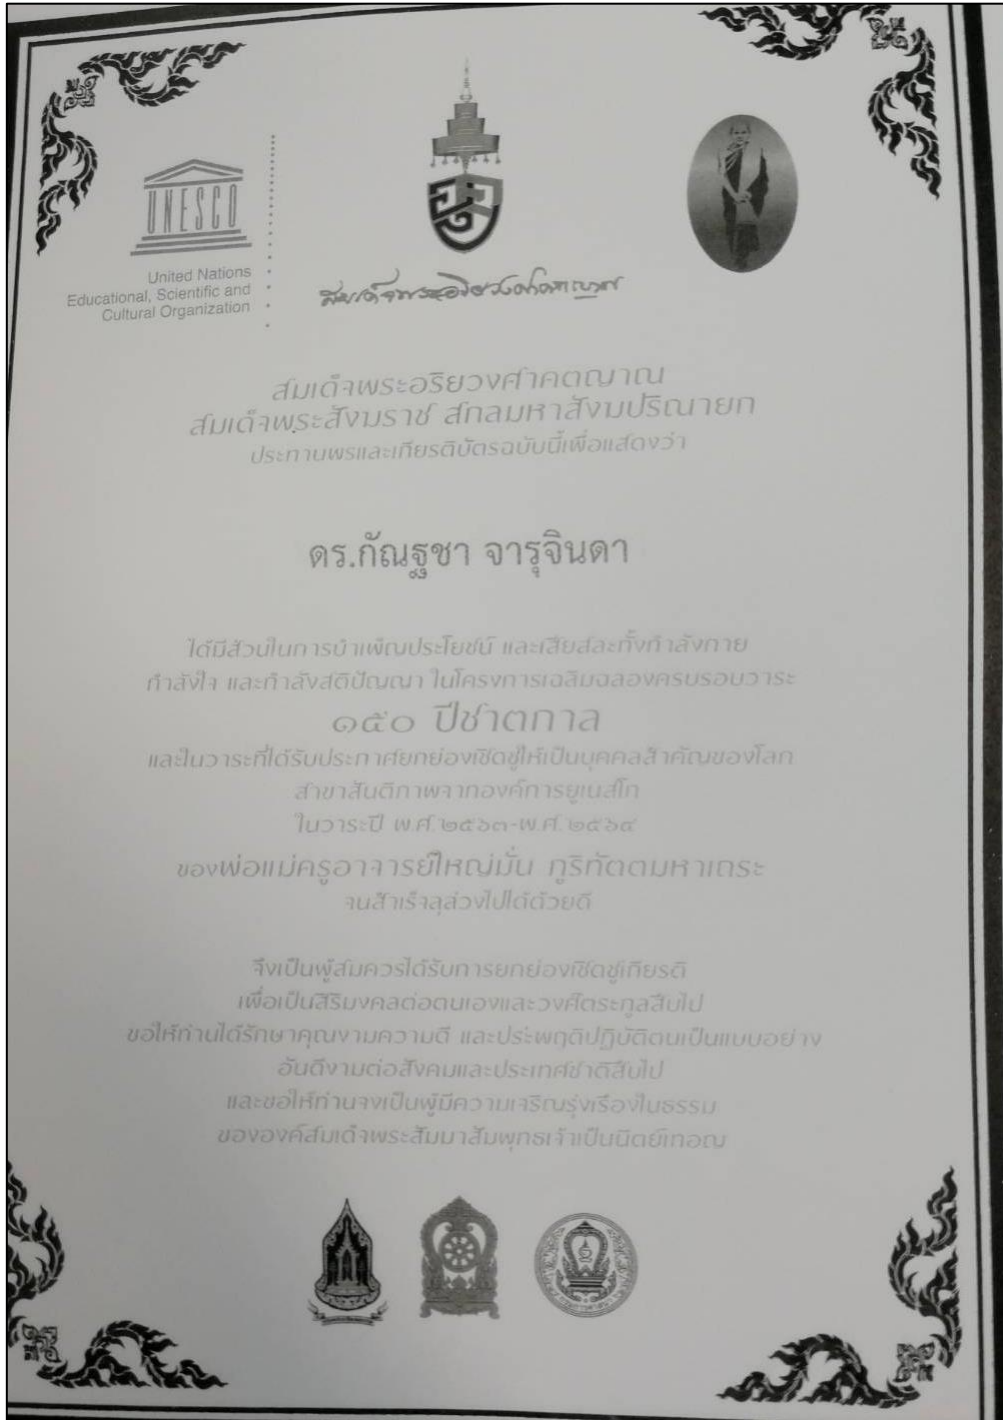 UNESCO
United Nations
Educational, Scientific and
Cultural Organization
สมเด็จพระอริยวงศาคตญาณ
สมเด็จพระอริยวงศาคตญาณ
สมเด็จพระสังฆราช สกลมหาสังฆปริณายก
ประทานพรและเกียรติบัตรฉบับนี้เพื่อแสดงว่า
ดร.กัณฐชา จารุจินดา
ได้มีส่วนในการบำเพ็ญประโยชน์ และเสียสละทั้งกำลังกาย
กำลังใจ และกำลังสติปัญญา ในโครงการเฉลิมฉลองครบรอบวาระ
๑๕๐ ปีชาตกาล
และในวาระที่ได้รับประกาศยกย่องเชิดชูให้เป็นบุคคลสำคัญของโลก
สาขาสันติภาพจากองค์การยูเนสโก
ในวาระปี พ.ศ.๒๕๖๓-พ.ศ.๒๕๖๔
ของพ่อแม่ครูอาจารย์ใหญ่มั่น ภูริทัตตมหาเถระ
จนสำเร็จลุล่วงไปได้ด้วยดี
จึงเป็นผู้สมควรได้รับการยกย่องเชิดชูเกียรติ
เพื่อเป็นสิริมงคลต่อตนเองและวงศ์ตระกูลสืบไป
ขอให้ท่านได้รักษาคุณงามความดี และประพฤติปฏิบัติตนเป็นแบบอย่าง
อันดีงามต่อสังคมและประเทศชาติสืบไป
และขอให้ท่านจงเป็นผู้มีความเจริญรุ่งเรืองในธรรม
ขององค์สมเด็จพระสัมมาสัมพุทธเจ้าเป็นนิตย์เทอญ